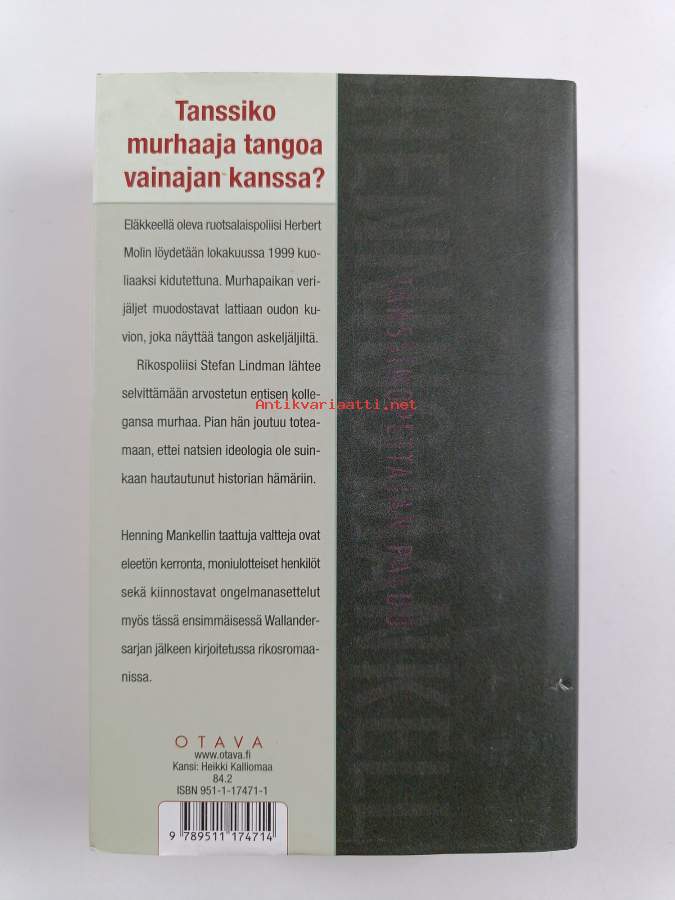 Tanssiko
murhaaja tangoa
vainajan kanssa?
Eläkkeellä oleva ruotsalaispoliisi Herbert
Molin löydetään lokakuussa 1999 kuo-
liaaksi kidutettuna. Murhapaikan veri-
jäljet muodostavat lattiaan oudon ku-
vion, joka näyttää tangon askeljäljiltä.
Rikospoliisi Stefan Lindman lähtee
selvittämään arvostetun entisen kolle-
gansa murhaa. Pian hän joutuu totea-
maan, ettei natsien ideologia ole suin-
kaan hautautunut historian hämäriin.
Henning Mankellin taattuja valtteja ovat
eleetön kerronta, moniulotteiset henkilöt
sekä kiinnostavat ongelmanasettelut
myös tässä ensimmäisessä Wallander-
sarjan jälkeen kirjoitetussa rikosromaa-
nissa.
OTAVA
www.otava.fi
Kansi: Heikki Kalliomaa
84.2
ISBN 951-1-17471-1
9 789511 174714
HENNING MANKELL
Antikvariaatti.net